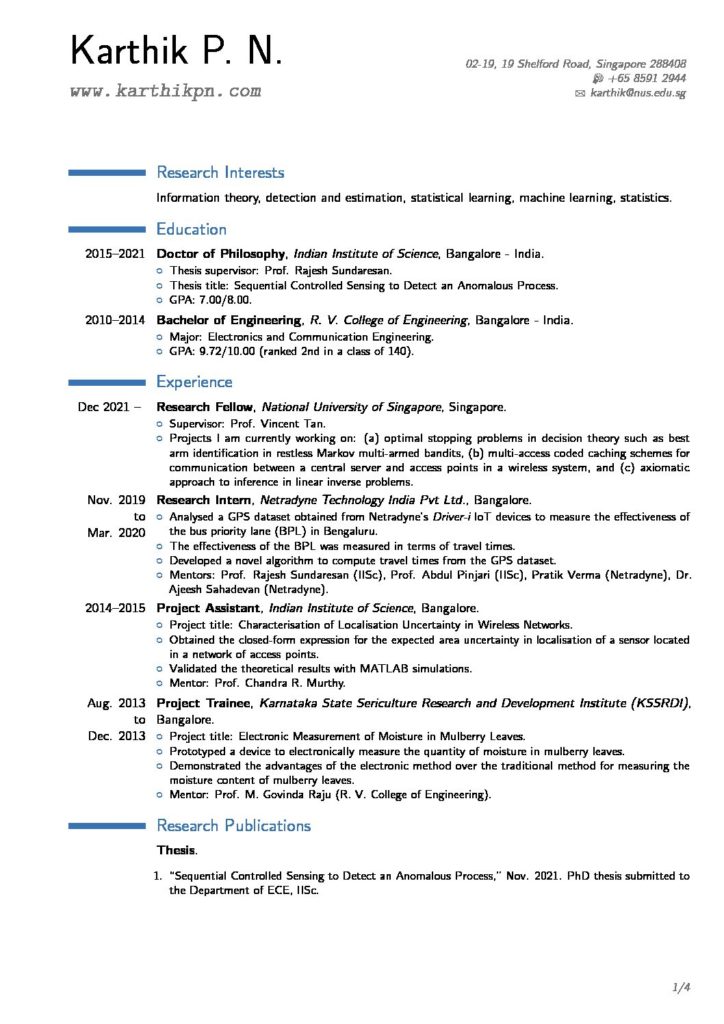 Karthik P. N.
www.karthikpn.com
02-19, 19 Shelford Road, Singapore 288408
+65 8591 2944
karthik@nus.edu.sg
Research Interests
Information theory, detection and estimation, statistical learning, machine learning, statistics.
Education
2015–2021 Doctor of Philosophy, Indian Institute of Science, Bangalore - India.
Thesis supervisor: Prof. Rajesh Sundaresan.
Thesis title: Sequential Controlled Sensing to Detect an Anomalous Process.
GPA: 7.00/8.00.
2010–2014 Bachelor of Engineering, R. V. College of Engineering, Bangalore - India.
Major: Electronics and Communication Engineering.
GPA: 9.72/10.00 (ranked 2nd in a class of 140).
Experience
Dec 2021 – Research Fellow, National University of Singapore, Singapore.
Supervisor: Prof. Vincent Tan.
Projects I am currently working on: (a) optimal stopping problems in decision theory such as best
arm identification in restless Markov multi-armed bandits, (b) multi-access coded caching schemes for
communication between a central server and access points in a wireless system, and (c) axiomatic
approach to inference in linear inverse problems.
Nov. 2019 Research Intern, Netradyne Technology India Pvt Ltd., Bangalore.
to Analysed a GPS dataset obtained from Netradyne's Driver-i IoT devices to measure the effectiveness of
Mar. 2020 the bus priority lane (BPL) in Bengaluru.
The effectiveness of the BPL was measured in terms of travel times.
Developed a novel algorithm to compute travel times from the GPS dataset.
Mentors: Prof. Rajesh Sundaresan (IISc), Prof. Abdul Pinjari (IISc), Pratik Verma (Netradyne), Dr.
Ajeesh Sahadevan (Netradyne).
2014–2015 Project Assistant, Indian Institute of Science, Bangalore.
Project title: Characterisation of Localisation Uncertainty in Wireless Networks.
Obtained the closed-form expression for the expected area uncertainty in localisation of a sensor located
in a network of access points.
Validated the theoretical results with MATLAB simulations.
Mentor: Prof. Chandra R. Murthy.
Aug. 2013 Project Trainee, Karnataka State Sericulture Research and Development Institute (KSSRDI),
to Bangalore.
Dec. 2013 Project title: Electronic Measurement of Moisture in Mulberry Leaves.
Prototyped a device to electronically measure the quantity of moisture in mulberry leaves.
Demonstrated the advantages of the electronic method over the traditional method for measuring the
moisture content of mulberry leaves.
Mentor: Prof. M. Govinda Raju (R. V. College of Engineering).
Research Publications
Thesis.
1. "Sequential Controlled Sensing to Detect an Anomalous Process," Nov. 2021. PhD thesis submitted to
the Department of ECE, IISc.
1/4